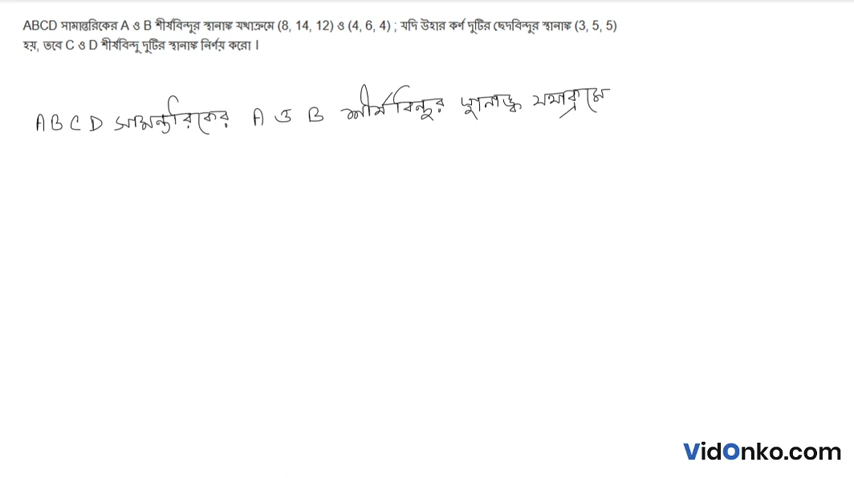 ABCD সামান্তরিকের A ও B শীর্ষবিন্দুর স্থানাঙ্ক যথাক্রমে (8, 14, 12) ও (4, 6, 4) ; যদি উহার কর্ণ দুটির ছেদবিন্দুর স্থানাঙ্ক (3, 5, 5)
হয়, তবে C ও D শীর্ষবিন্দু দুটির স্থানাঙ্ক নির্ণয় করো ।
ABCD সামন্তরিকের A ও B শীর্ষবিন্দুর স্থানাঙ্ক যথাক্রমে
VidOnko.com